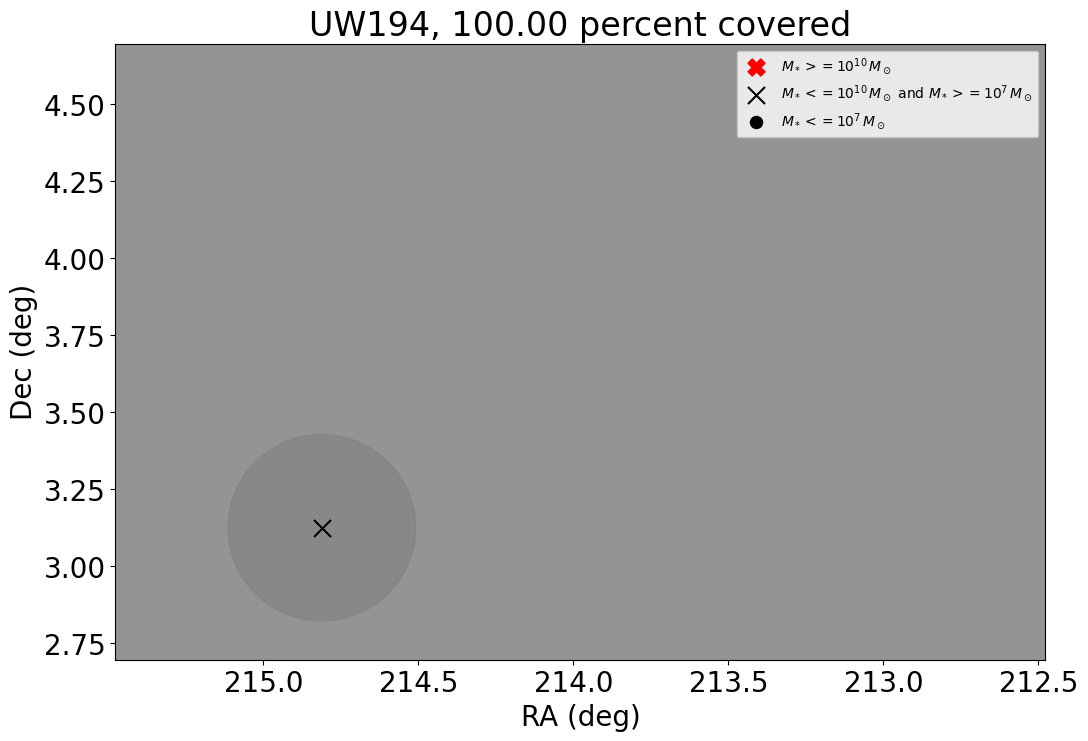 UW194, 100.00 percent covered
M* >= 10^10 M⊙
M* <= 10^10 M⊙ and M* >= 10^7 M⊙
M* <= 10^7 M⊙
4.50
4.25
4.00
3.75
3.50
3.25
3.00
2.75
Dec (deg)
215.0 214.5 214.0 213.5 213.0 212.5
RA (deg)